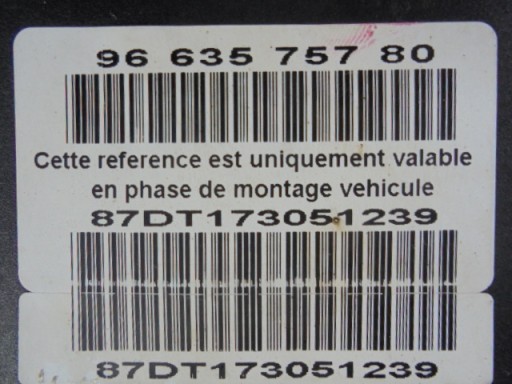 96 635 757 80
Cette reference est uniquement valable
en phase de montage vehicule
87DT173051239
87DT173051239